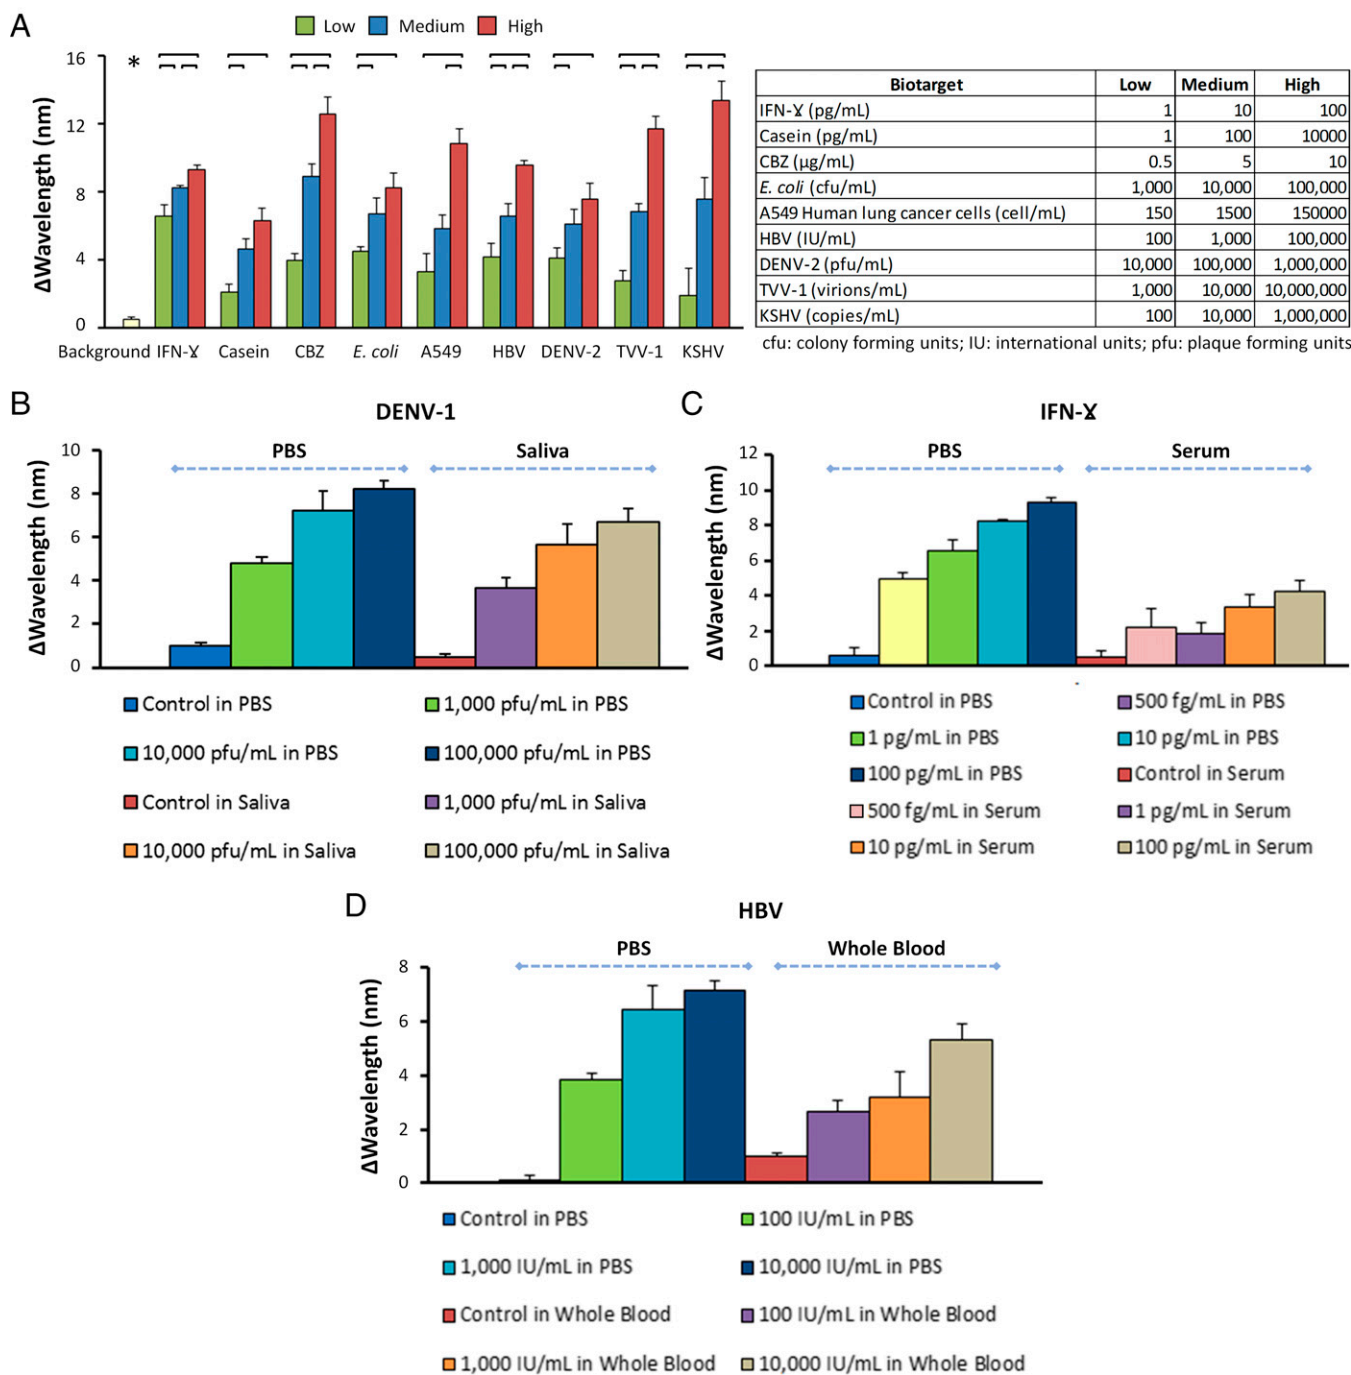 A
Low Medium High
ΔWavelength (nm)
16
12
8
4
0
*
Background IFN-Ɣ Casein CBZ E. coli A549 HBV DENV-2 TVV-1 KSHV
Biotarget Low Medium High
IFN-Ɣ (pg/mL) 1 10 100
Casein (pg/mL) 1 100 10000
CBZ (μg/mL) 0.5 5 10
E. coli (cfu/mL) 1,000 10,000 100,000
A549 Human lung cancer cells (cell/mL) 150 1500 150000
HBV (IU/mL) 100 1,000 100,000
DENV-2 (pfu/mL) 10,000 100,000 1,000,000
TVV-1 (virions/mL) 1,000 10,000 10,000,000
KSHV (copies/mL) 100 10,000 1,000,000
cfu: colony forming units; IU: international units; pfu: plaque forming units
B
DENV-1
PBS Saliva
ΔWavelength (nm)
10
8
6
4
2
0
Control in PBS 1,000 pfu/mL in PBS
10,000 pfu/mL in PBS 100,000 pfu/mL in PBS
Control in Saliva 1,000 pfu/mL in Saliva
10,000 pfu/mL in Saliva 100,000 pfu/mL in Saliva
C
IFN-Ɣ
PBS Serum
ΔWavelength (nm)
12
10
8
6
4
2
0
Control in PBS 500 fg/mL in PBS
1 pg/mL in PBS 10 pg/mL in PBS
100 pg/mL in PBS Control in Serum
500 fg/mL in Serum 1 pg/mL in Serum
10 pg/mL in Serum 100 pg/mL in Serum
D
HBV
PBS Whole Blood
ΔWavelength (nm)
8
6
4
2
0
Control in PBS 100 IU/mL in PBS
1,000 IU/mL in PBS 10,000 IU/mL in PBS
Control in Whole Blood 100 IU/mL in Whole Blood
1,000 IU/mL in Whole Blood 10,000 IU/mL in Whole Blood